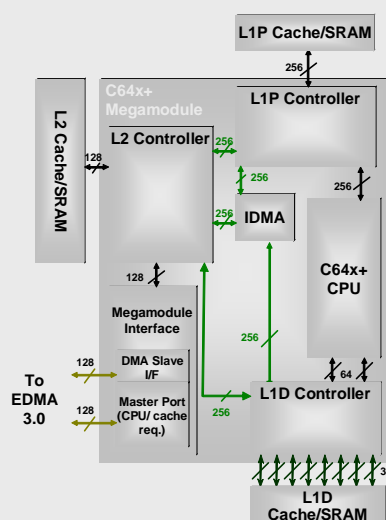 L1P Cache/SRAM
256
C64x+
Megamodule
L1P Controller
L2 Cache/SRAM
L2 Controller
256
128
256
256
256
IDMA
C64x+
CPU
128
Megamodule
Interface
256
64
128
DMA Slave
I/F
To
EDMA
3.0
128
Master Port
(CPU/ cache
req.)
256
L1D Controller
L1D
Cache/SRAM